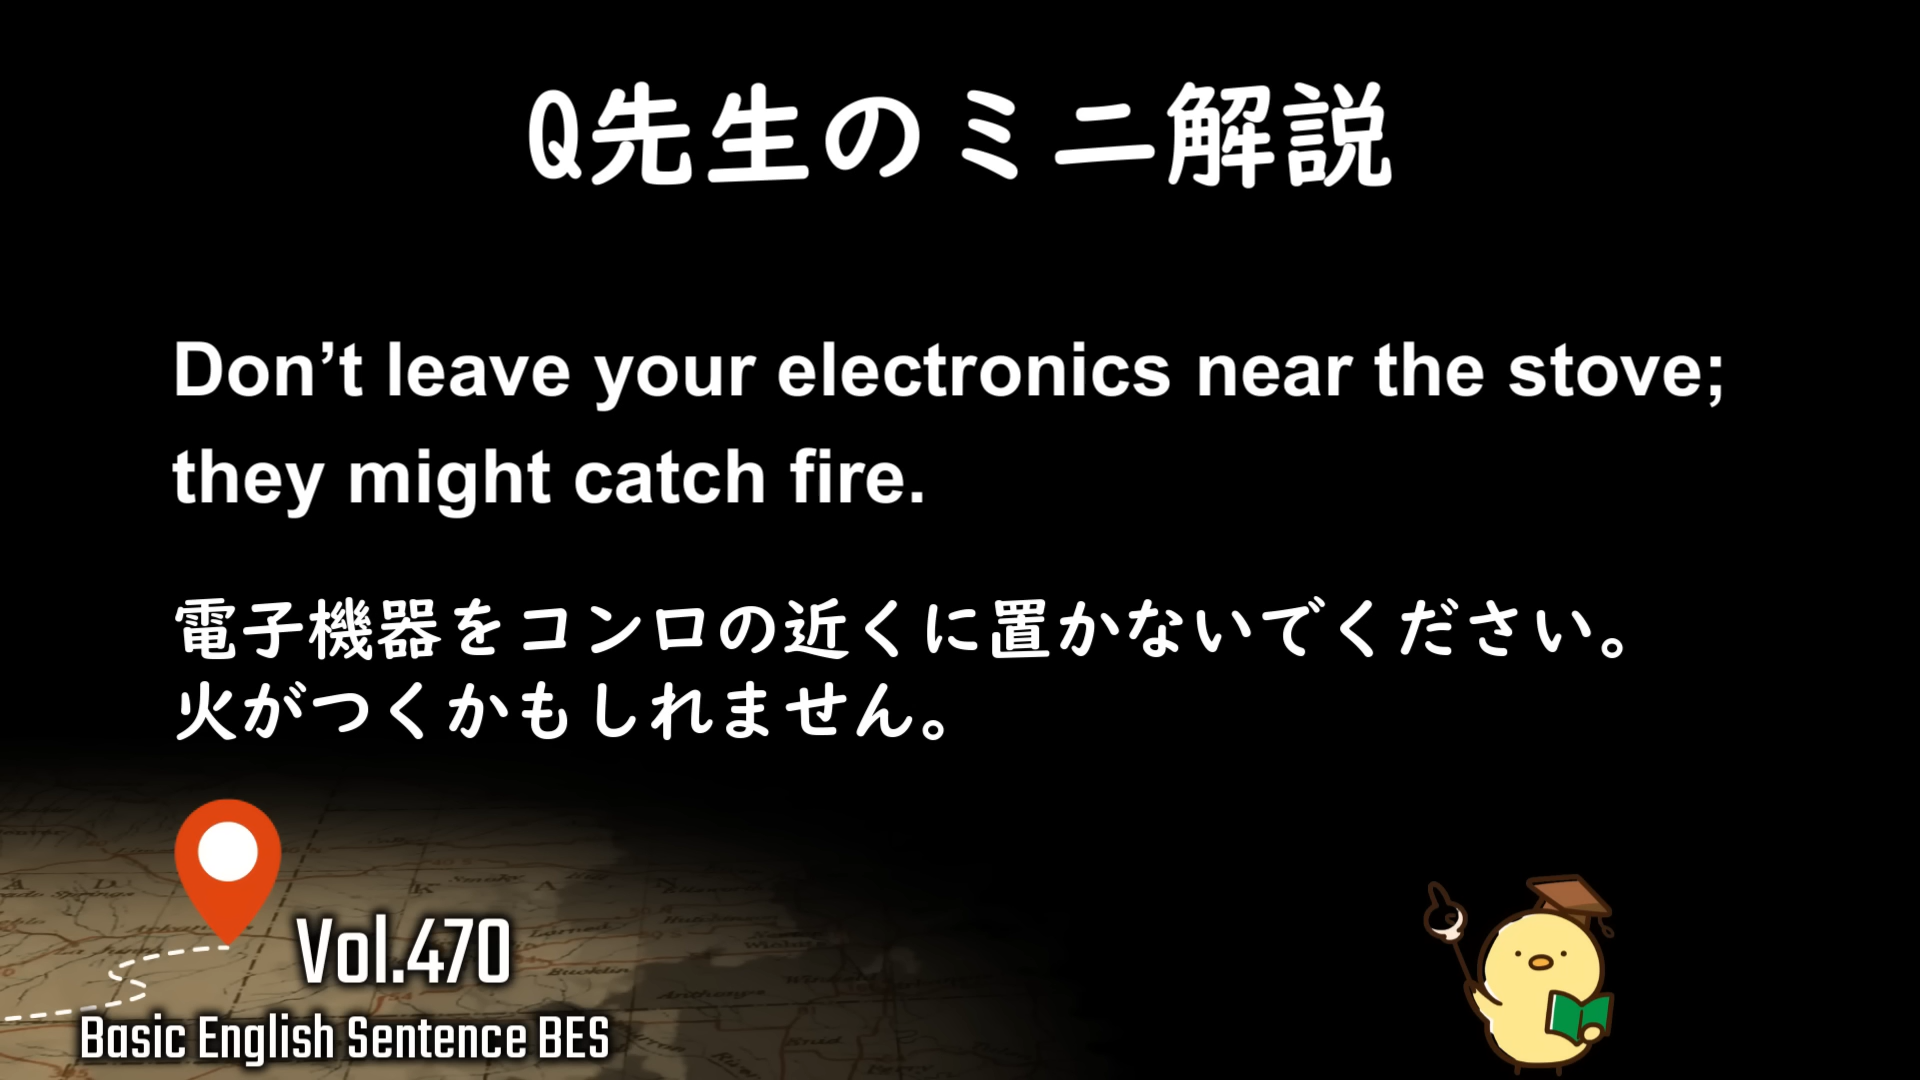 Q先生のミニ解説
Don’t leave your electronics near the stove;
they might catch fire.
電子機器をコンロの近くに置かないでください。
火がつくかもしれません。
Vol.470
Basic English Sentence BES